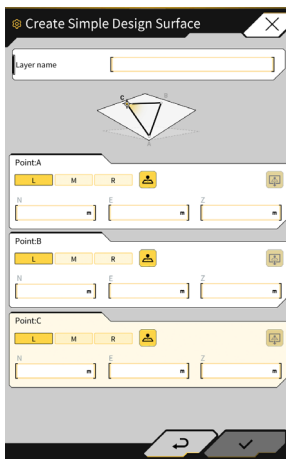 Create Simple Design Surface
Layer name
C
B
A
Point:A
L M R
N E Z
m m m
Point:B
L M R
N E Z
m m m
Point:C
L M R
N E Z
m m m